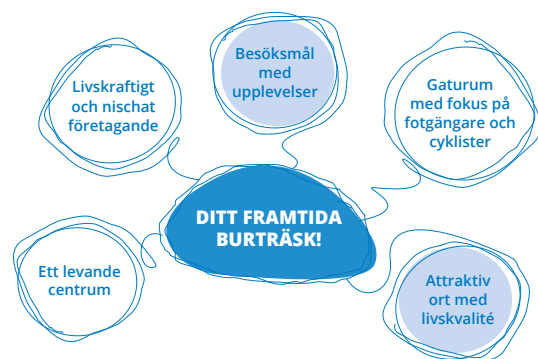 Besöksmål
med
upplevelser
Livskraftigt
och nischat
företagande
Gaturum
med fokus på
fotgängare och
cyklister
DITT FRAMTIDA
BURTRÄSK!
Ett levande
centrum
Attraktiv
ort med
livskvalité